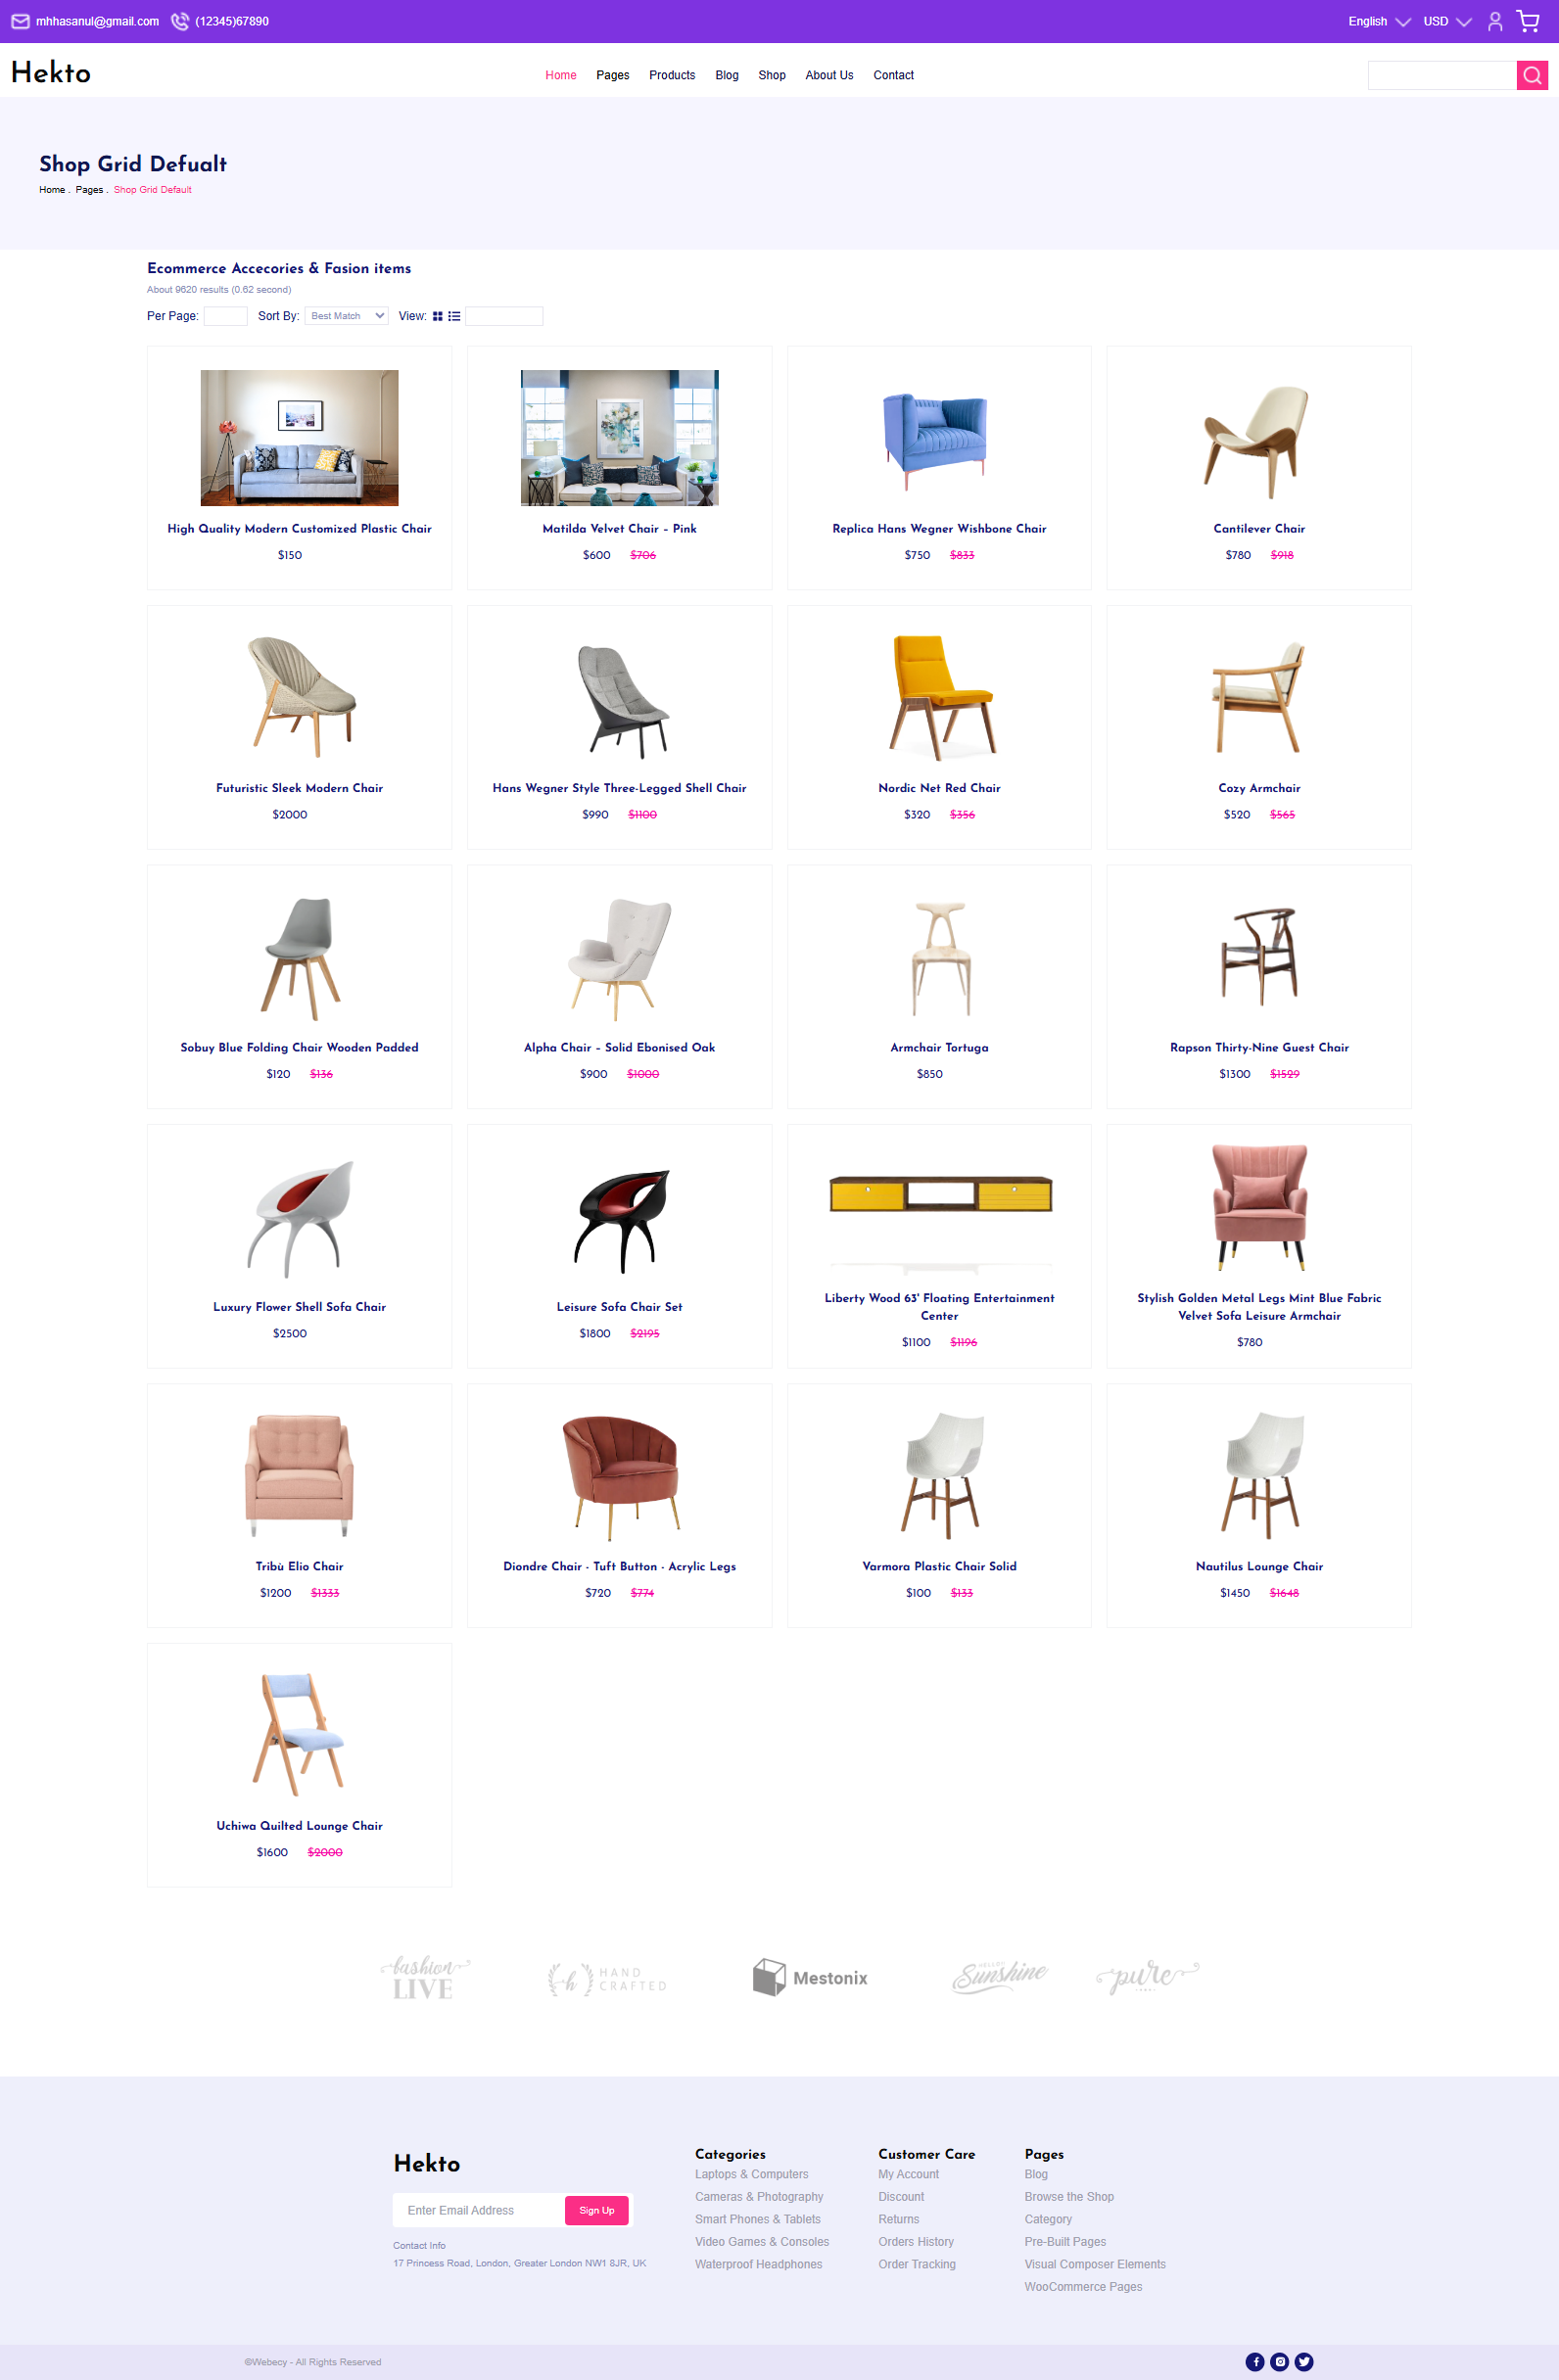 mhhasanul@gmail.com (12345)67890 English USD
Hekto Home Pages Products Blog Shop About Us Contact
Shop Grid Defualt
Home . Pages . Shop Grid Default
Ecommerce Accecories & Fasion items
About 9620 results (0.62 second)
Per Page: Sort By: Best Match View:
High Quality Modern Customized Plastic Chair
$150
Matilda Velvet Chair – Pink
$600 $706
Replica Hans Wegner Wishbone Chair
$750 $833
Cantilever Chair
$780 $918
Futuristic Sleek Modern Chair
$2000
Hans Wegner Style Three-Legged Shell Chair
$990 $1100
Nordic Net Red Chair
$320 $356
Cozy Armchair
$520 $565
Sobuy Blue Folding Chair Wooden Padded
$120 $136
Alpha Chair – Solid Ebonised Oak
$900 $1000
Armchair Tortuga
$850
Rapson Thirty-Nine Guest Chair
$1300 $1529
Luxury Flower Shell Sofa Chair
$2500
Leisure Sofa Chair Set
$1800 $2195
Liberty Wood 63' Floating Entertainment
Center
$1100 $1196
Stylish Golden Metal Legs Mint Blue Fabric
Velvet Sofa Leisure Armchair
$780
Tribù Elio Chair
$1200 $1333
Diondre Chair - Tuft Button - Acrylic Legs
$720 $774
Varmora Plastic Chair Solid
$100 $133
Nautilus Lounge Chair
$1450 $1648
Uchiwa Quilted Lounge Chair
$1600 $2000
fashion
LIVE
h HAND
CRAFTED
Mestonix
HELLO
Sunshine
pure
Hekto
Enter Email Address Sign Up
Contact Info
17 Princess Road, London, Greater London NW1 8JR, UK
Categories
Laptops & Computers
Cameras & Photography
Smart Phones & Tablets
Video Games & Consoles
Waterproof Headphones
Customer Care
My Account
Discount
Returns
Orders History
Order Tracking
Pages
Blog
Browse the Shop
Category
Pre-Built Pages
Visual Composer Elements
WooCommerce Pages
©Webecy - All Rights Reserved